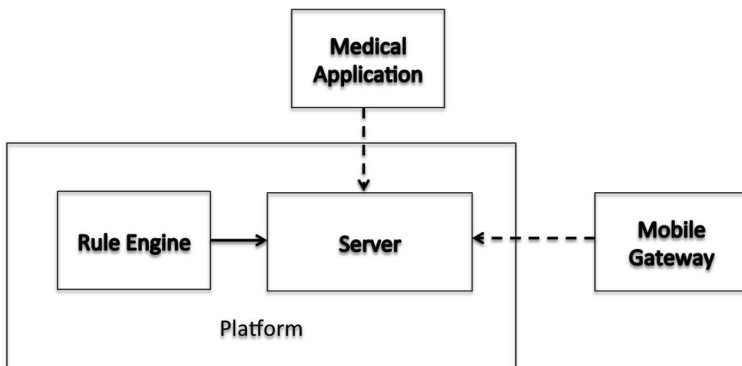 Medical
Application
Rule Engine
Server
Mobile
Gateway
Platform